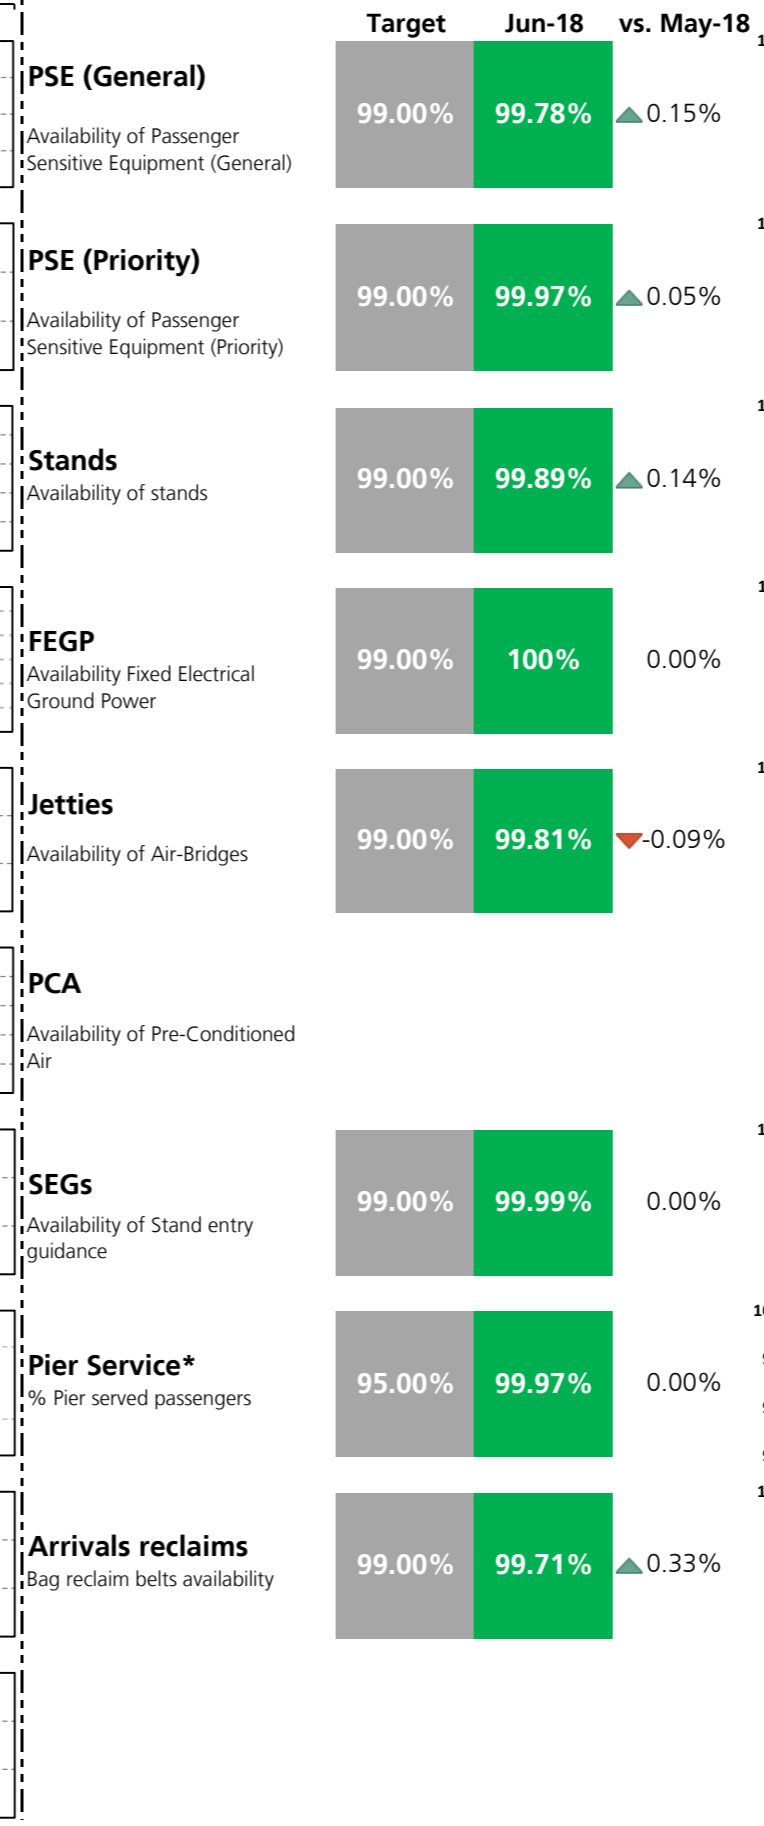 Target Jun-18 vs. May-18
PSE (General)
Availability of Passenger
Sensitive Equipment (General)
99.00% 99.78% 0.15%
PSE (Priority)
Availability of Passenger
Sensitive Equipment (Priority)
99.00% 99.97% 0.05%
Stands
Availability of stands
99.00% 99.89% 0.14%
FEGP
Availability Fixed Electrical
Ground Power
99.00% 100% 0.00%
Jetties
Availability of Air-Bridges
99.00% 99.81% -0.09%
PCA
Availability of Pre-Conditioned
Air
SEGs
Availability of Stand entry
guidance
99.00% 99.99% 0.00%
Pier Service*
% Pier served passengers
95.00% 99.97% 0.00%
Arrivals reclaims
Bag reclaim belts availability
99.00% 99.71% 0.33%